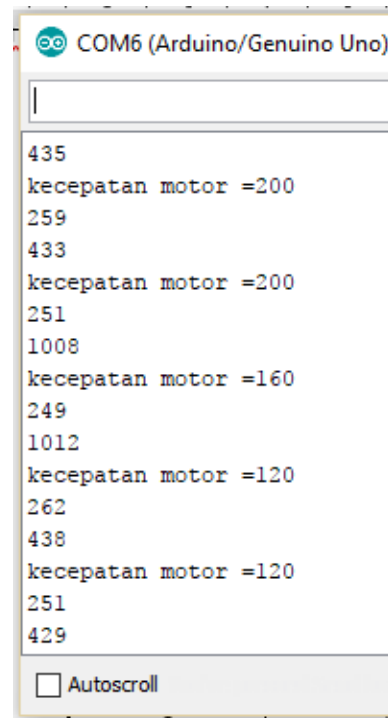 COM6 (Arduino/Genuino Uno)
435
kecepatan motor =200
259
433
kecepatan motor =200
251
1008
kecepatan motor =160
249
1012
kecepatan motor =120
262
438
kecepatan motor =120
251
429
Autoscroll